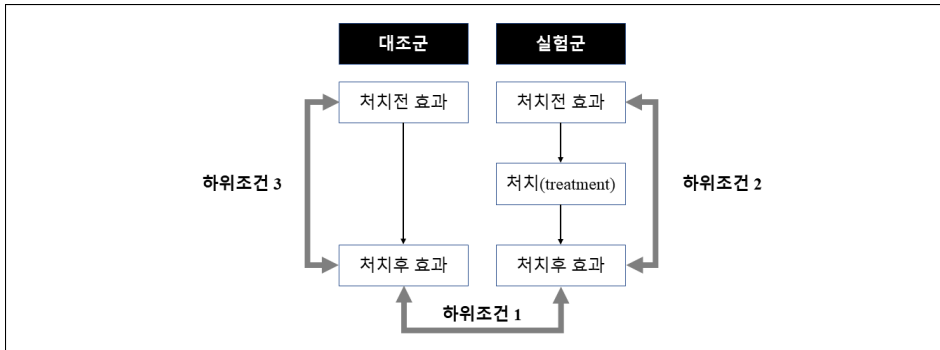 대조군 실험군
처치전 효과 처치전 효과
하위조건 3 처치(treatment) 하위조건 2
처치후 효과 처치후 효과
하위조건 1